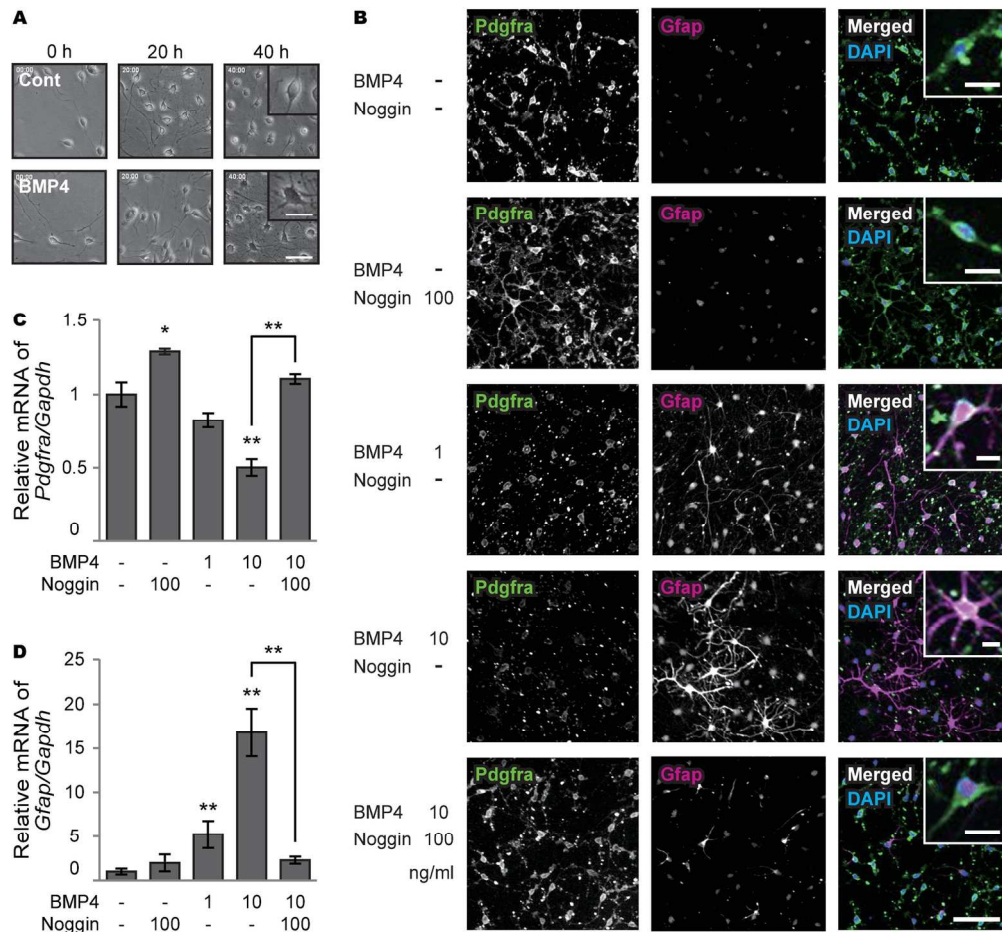 A
0 h 20 h 40 h
00:00 20:00 40:00
Cont
00:00 20:00 40:00
BMP4
B
BMP4 -
Noggin -
Pdgfra Gfap Merged
DAPI
BMP4 -
Noggin 100
Pdgfra Gfap Merged
DAPI
BMP4 1
Noggin -
Pdgfra Gfap Merged
DAPI
BMP4 10
Noggin -
Pdgfra Gfap Merged
DAPI
BMP4 10
Noggin 100
ng/ml
Pdgfra Gfap Merged
DAPI
C
Relative mRNA of
Pdgfra/Gapdh
1.5
1
0.5
0
* ** **
BMP4 - - 1 10 10
Noggin - 100 - - 100
D
Relative mRNA of
Gfap/Gapdh
25
20
15
10
5
0
** ** **
BMP4 - - 1 10 10
Noggin - 100 - - 100